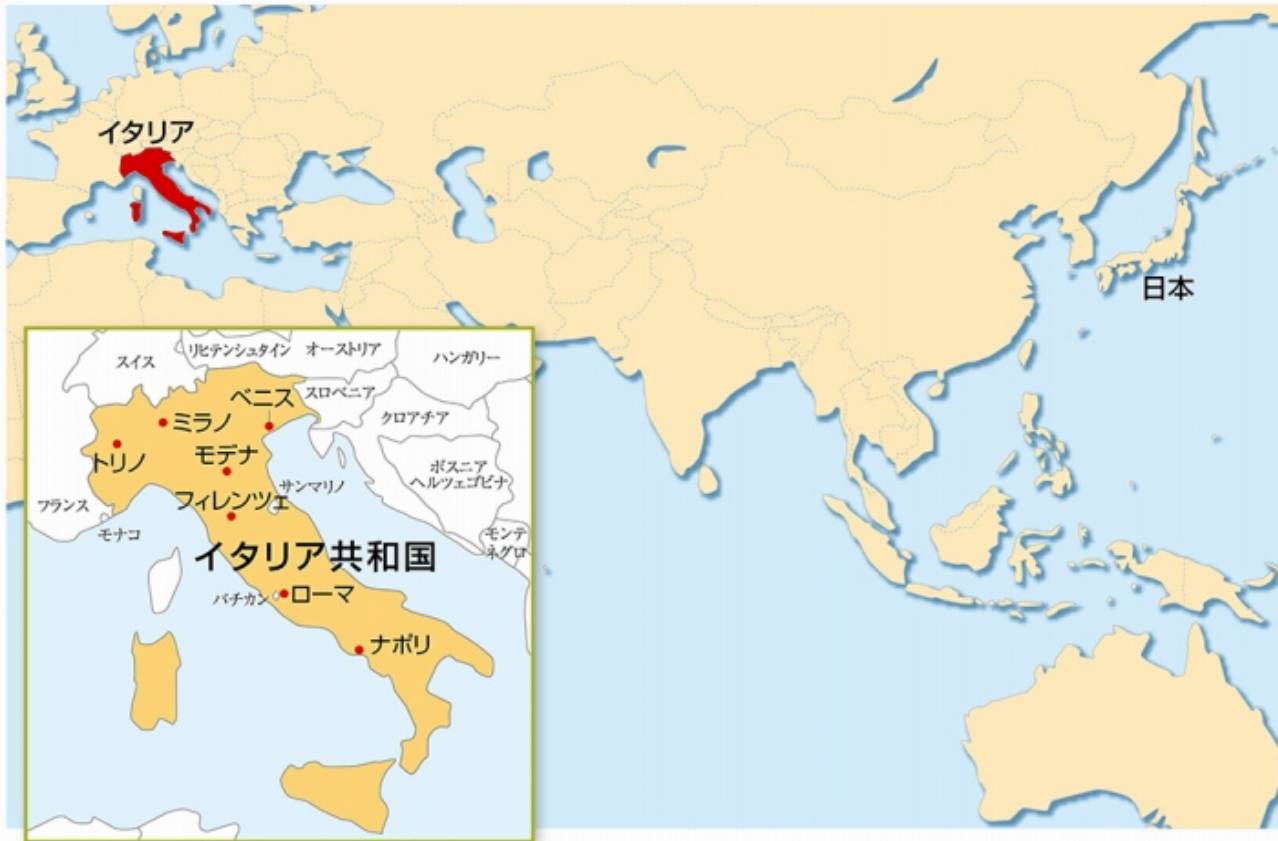 イタリア
日本
スイス
リヒテンシュタイン
オーストリア
ハンガリー
スロベニア
ベニス
クロアチア
ミラノ
トリノ
モデナ
ボスニア
ヘルツェゴビナ
サンマリノ
フランス
フィレンツェ
モナコ
モンテ
ネグロ
イタリア共和国
バチカン
ローマ
ナポリ